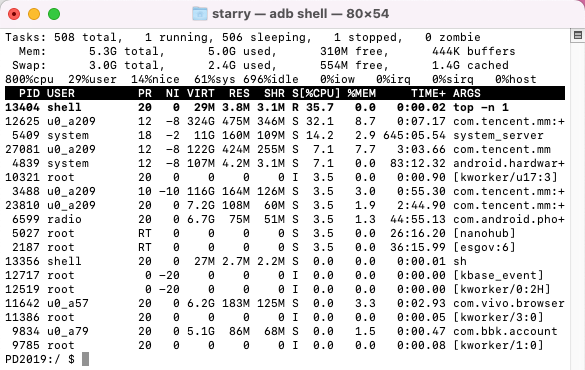 starry — adb shell — 80×54
Tasks: 508 total,   1 running, 506 sleeping,   1 stopped,   0 zombie
  Mem:      5.3G total,      5.0G used,      310M free,      444K buffers
 Swap:      3.0G total,      2.4G used,      554M free,      1.4G cached
800%cpu  29%user  14%nice  61%sys 696%idle   0%iow   0%irq   0%sirq   0%host
  PID USER         PR  NI VIRT  RES  SHR S[%CPU] %MEM     TIME+ ARGS
13404 shell        20   0  29M 3.8M 3.1M R 35.7   0.0   0:00.02 top -n 1
12625 u0_a209      12  -8 324G 475M 346M S 32.1   8.7   0:07.17 com.tencent.mm:+
 5409 system       18  -2  11G 160M 109M S 14.2   2.9 645:05.54 system_server
27081 u0_a209      12  -8 122G 424M 255M S  7.1   7.7   3:03.66 com.tencent.mm
 4839 system       12  -8 107M 4.2M 3.1M S  7.1   0.0  83:12.32 android.hardwar+
10321 root         20   0    0    0    0 I  3.5   0.0   0:00.90 [kworker/u17:3]
 3488 u0_a209      10 -10 116G 164M 126M S  3.5   3.0   0:55.30 com.tencent.mm:+
23810 u0_a209      20   0 7.2G 108M  60M S  3.5   1.9   2:44.90 com.tencent.mm:+
 6599 radio        20   0 6.7G  75M  51M S  3.5   1.3  44:55.13 com.android.pho+
 5027 root         RT   0    0    0    0 S  3.5   0.0  26:16.20 [nanohub]
 2187 root         RT   0    0    0    0 S  3.5   0.0  36:15.99 [esgov:6]
13356 shell        20   0  27M 2.7M 2.2M S  0.0   0.0   0:00.01 sh
12717 root          0 -20    0    0    0 I  0.0   0.0   0:00.00 [kbase_event]
12519 root          0 -20    0    0    0 I  0.0   0.0   0:00.00 [kworker/0:2H]
11642 u0_a57       20   0 6.2G 183M 125M S  0.0   3.3   0:02.93 com.vivo.browser
11386 root         20   0    0    0    0 I  0.0   0.0   0:00.05 [kworker/3:0]
 9834 u0_a79       20   0 5.1G  86M  68M S  0.0   1.5   0:00.47 com.bbk.account
 9785 root         20   0    0    0    0 I  0.0   0.0   0:00.08 [kworker/1:0]
PD2019:/ $